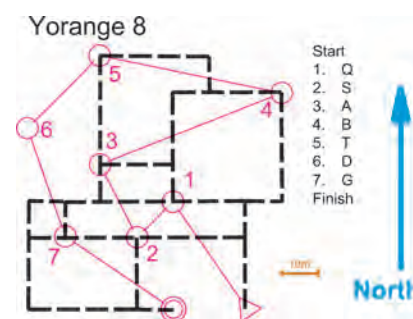 Yorange 8
Start
1. Q
2. S
3. A
4. B
5. T
6. D
7. G
Finish
5
4
6
3
1
7
2
North